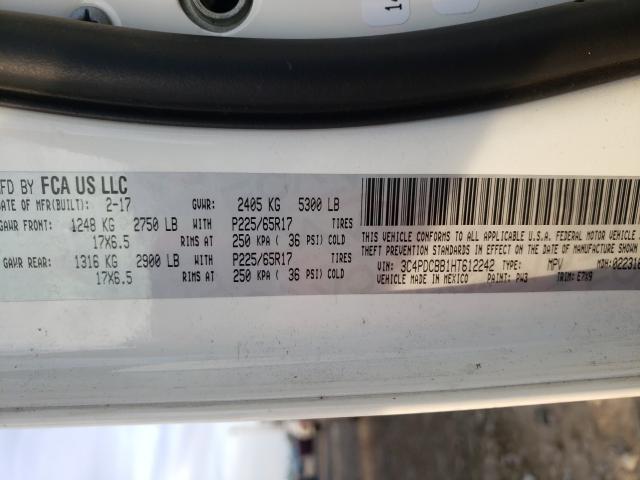 MFD BY FCA US LLC
DATE OF MFR(BUILT): 2-17 GVWR: 2405 KG 5300 LB
GAWR FRONT: 1248 KG 2750 LB WITH P225/65R17 TIRES
17X6.5 RIMS AT 250 KPA ( 36 PSI) COLD
GAWR REAR: 1316 KG 2900 LB WITH P225/65R17 TIRES
17X6.5 RIMS AT 250 KPA ( 36 PSI) COLD
THIS VEHICLE CONFORMS TO ALL APPLICABLE U.S.A. FEDERAL MOTOR VEHICLE
THEFT PREVENTION STANDARDS IN EFFECT ON THE DATE OF MANUFACTURE SHOWN
VIN: 3C4PDCBB1HT612242 TYPE: MPV MDH:022316
VEHICLE MADE IN MEXICO PAINT: PW3 TRIM: E7X9